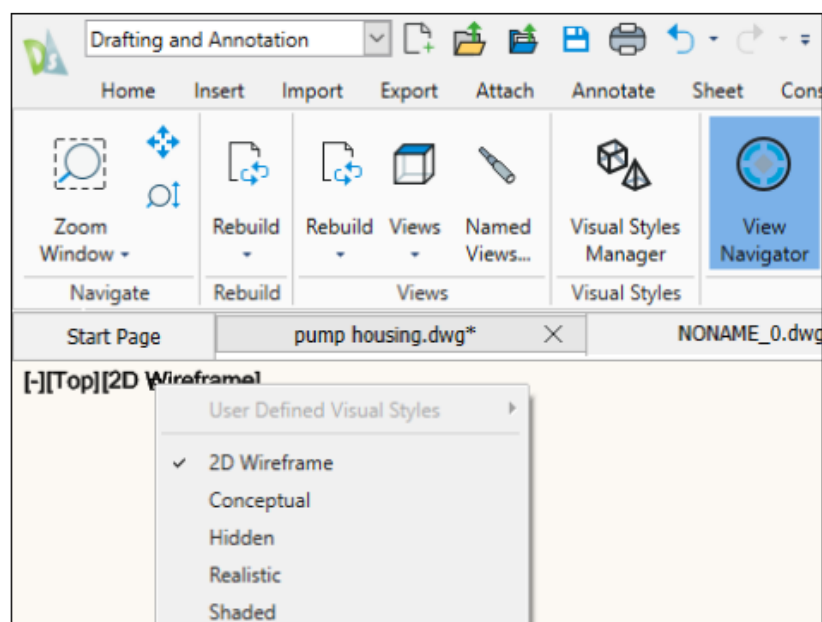 DS
Drafting and Annotation
Home Insert Import Export Attach Annotate Sheet Cons
Zoom Window
Rebuild
Rebuild
Views
Named Views...
Visual Styles Manager
View Navigator
Navigate Rebuild Views Visual Styles
Start Page pump housing.dwg* NONAME_0.dwg
[-][Top][2D Wireframe]
User Defined Visual Styles
2D Wireframe
Conceptual
Hidden
Realistic
Shaded